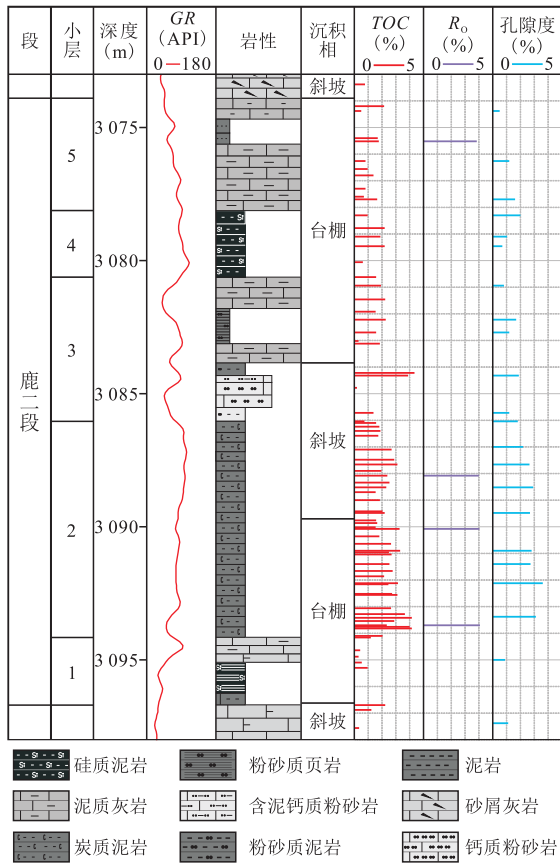 段 小层 深度(m) GR(API) 岩性 沉积相 TOC(%) RO(%) 孔隙度(%)
0 180 0 5 0 5 0 5
斜坡
3 075
5
台棚
4
3 080
3
鹿二段
3 085
斜坡
2
3 090
台棚
3 095
1
斜坡
硅质泥岩 粉砂质页岩 泥岩
泥质灰岩 含泥钙质粉砂岩 砂屑灰岩
炭质泥岩 粉砂质泥岩 钙质粉砂岩